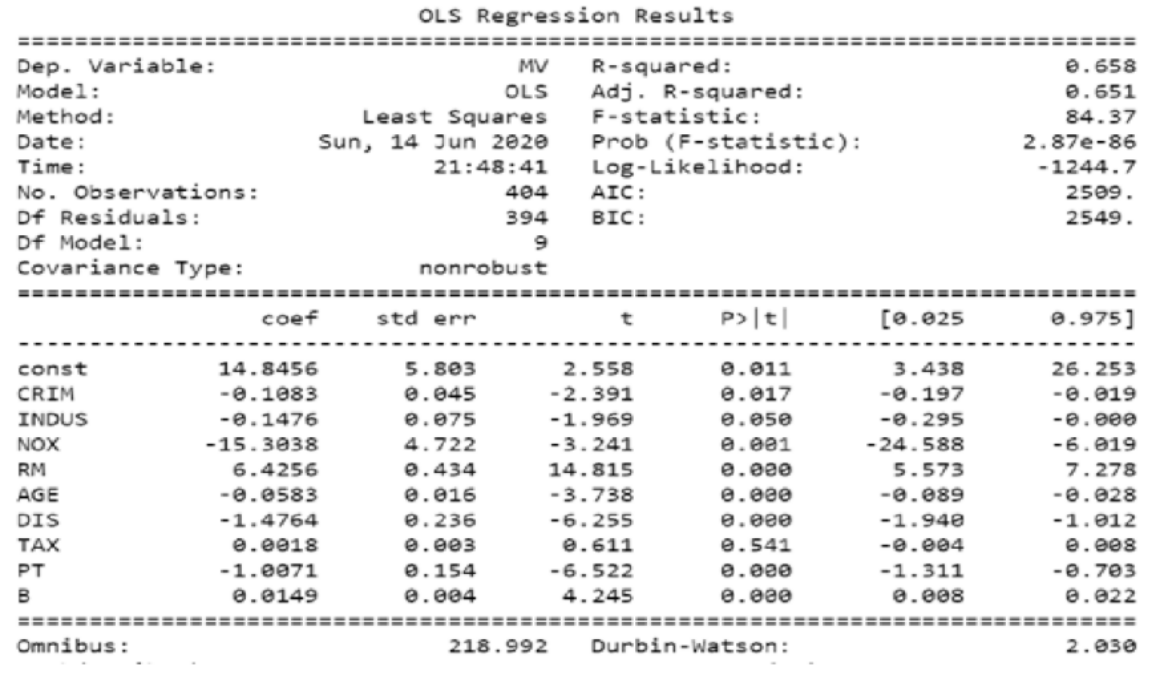 OLS Regression Results
==============================================================================
Dep. Variable: MV R-squared: 0.658
Model: OLS Adj. R-squared: 0.651
Method: Least Squares F-statistic: 84.37
Date: Sun, 14 Jun 2020 Prob (F-statistic): 2.87e-86
Time: 21:48:41 Log-Likelihood: -1244.7
No. Observations: 404 AIC: 2509.
Df Residuals: 394 BIC: 2549.
Df Model: 9
Covariance Type: nonrobust
==============================================================================
coef std err t P>|t| [0.025 0.975]
------------------------------------------------------------------------------
const 14.8456 5.803 2.558 0.011 3.438 26.253
CRIM -0.1083 0.045 -2.391 0.017 -0.197 -0.019
INDUS -0.1476 0.075 -1.969 0.050 -0.295 -0.000
NOX -15.3038 4.722 -3.241 0.001 -24.588 -6.019
RM 6.4256 0.434 14.815 0.000 5.573 7.278
AGE -0.0583 0.016 -3.738 0.000 -0.089 -0.028
DIS -1.4764 0.236 -6.255 0.000 -1.940 -1.012
TAX 0.0018 0.003 0.611 0.541 -0.004 0.008
PT -1.0071 0.154 -6.522 0.000 -1.311 -0.703
B 0.0149 0.004 4.245 0.000 0.008 0.022
==============================================================================
Omnibus: 218.992 Durbin-Watson: 2.030